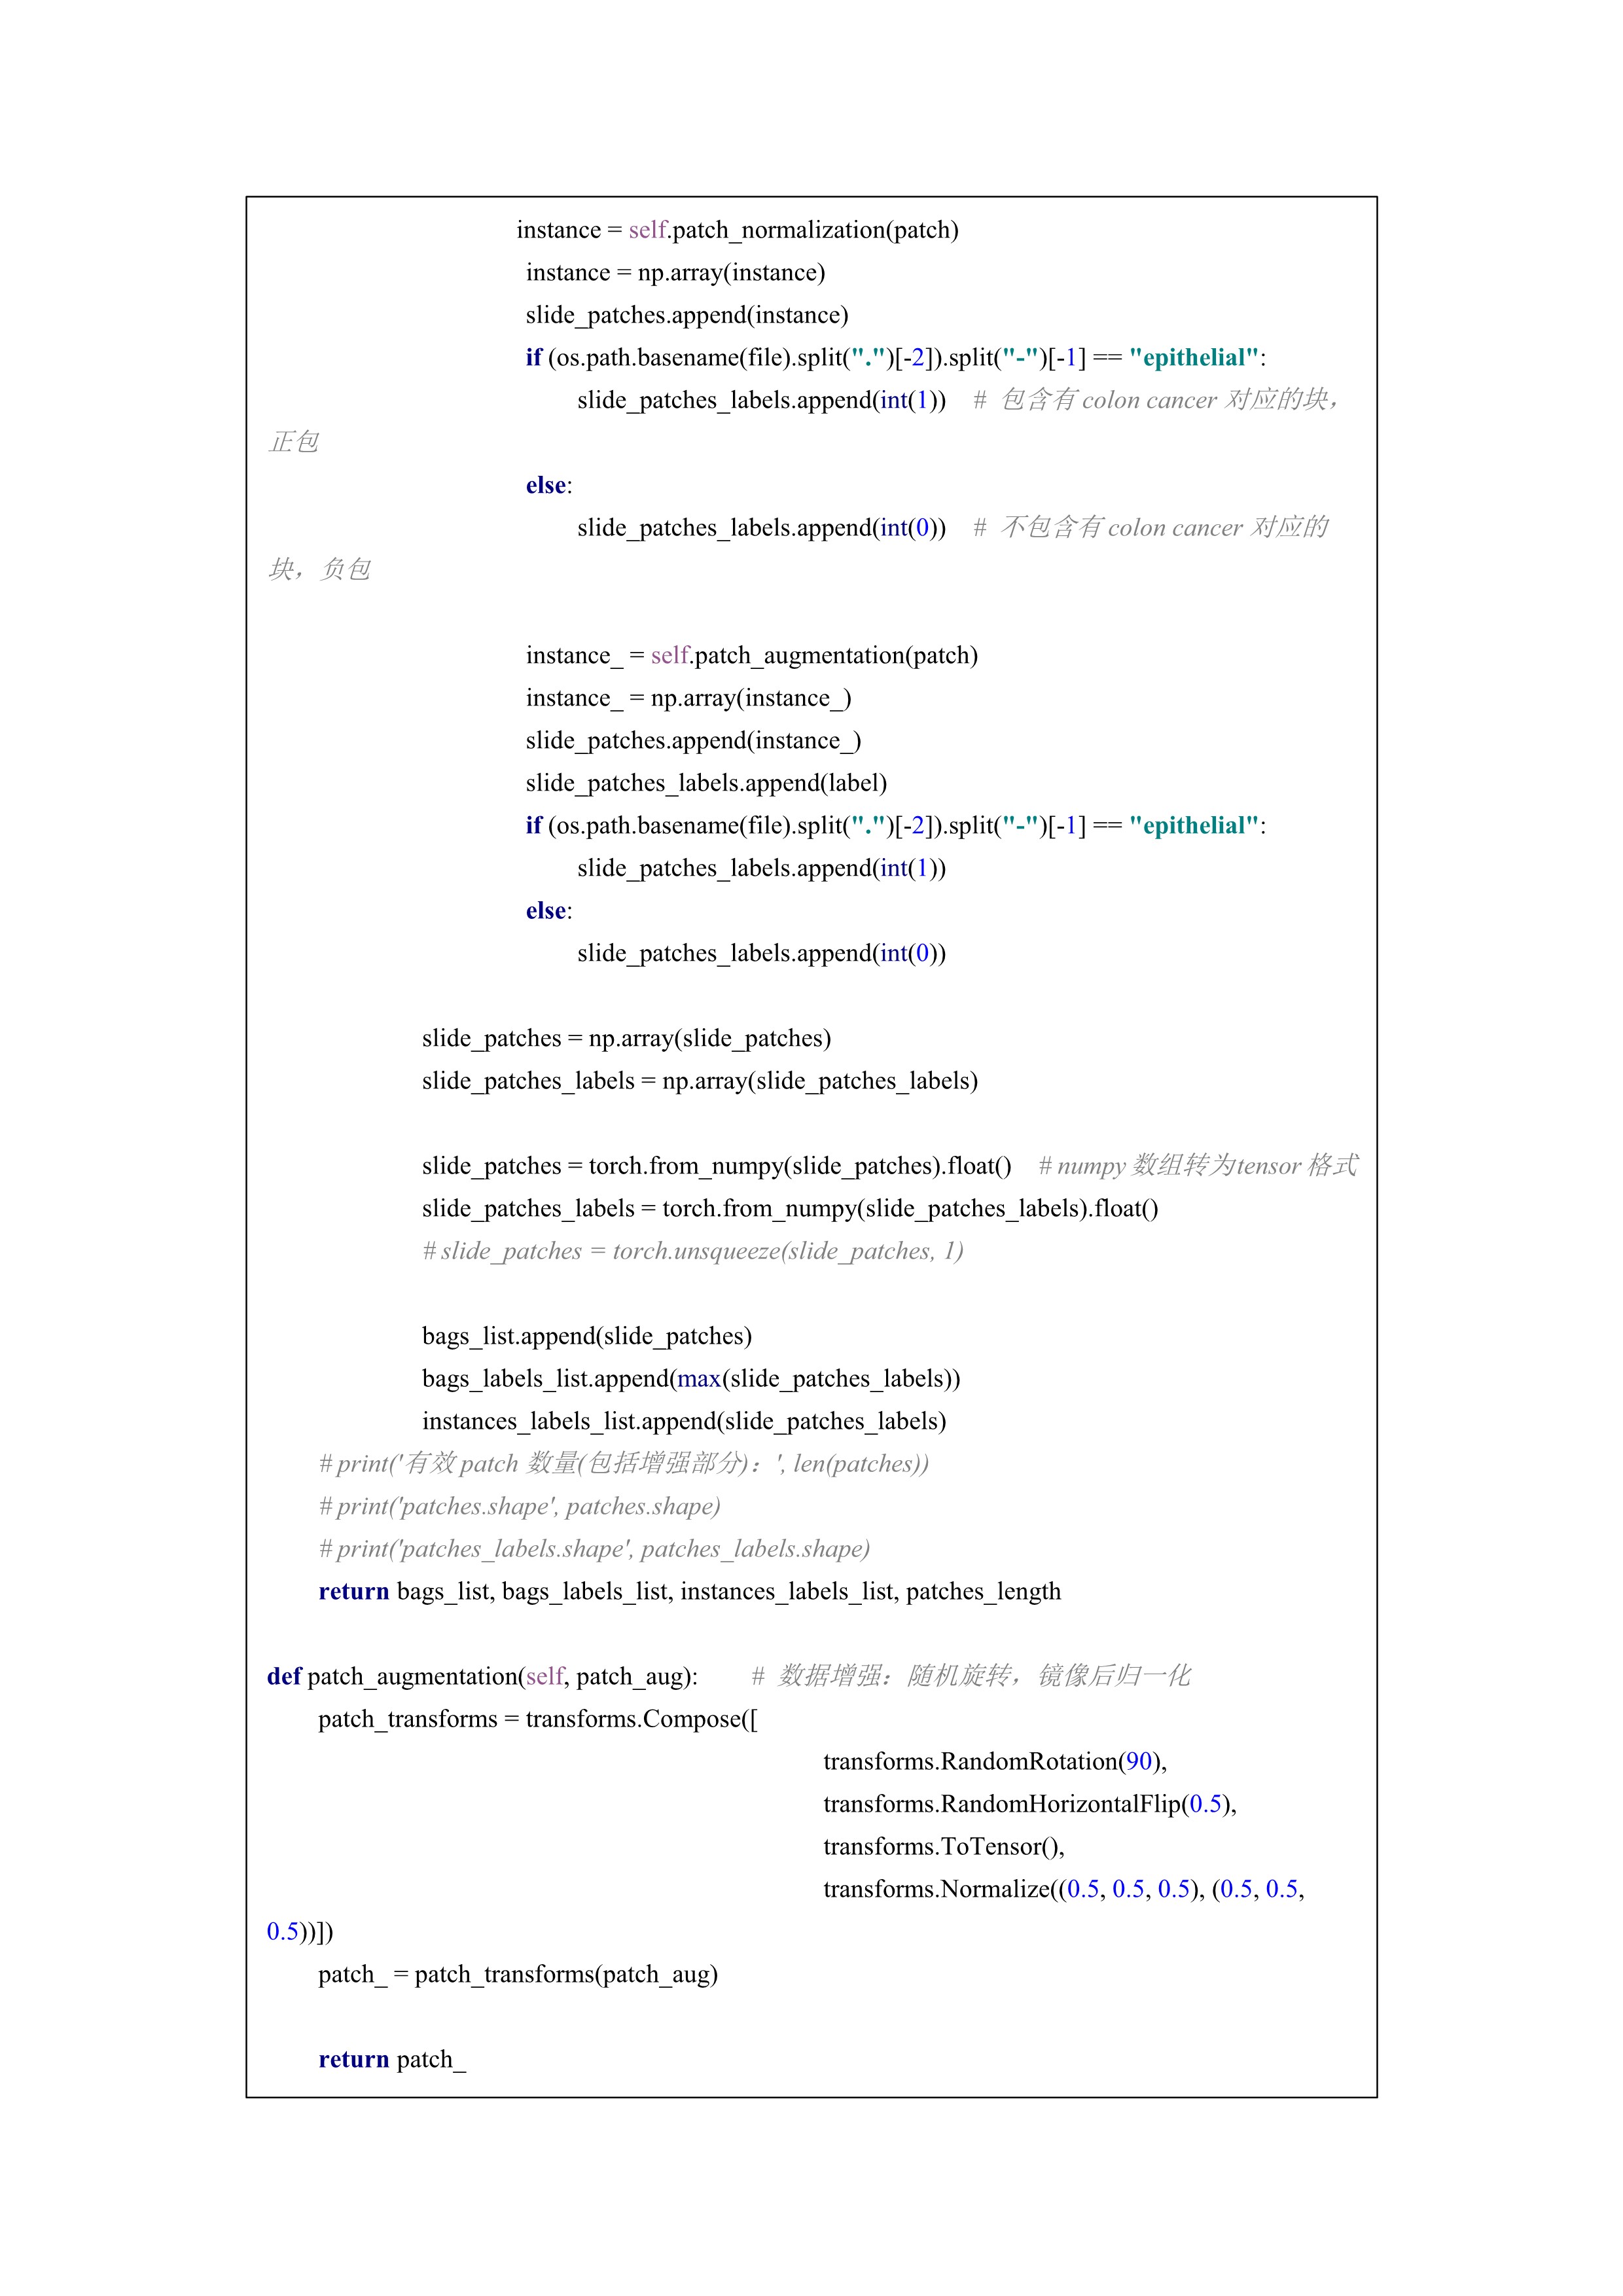 instance = self.patch_normalization(patch)
instance = np.array(instance)
slide_patches.append(instance)
if (os.path.basename(file).split(".")[-2]).split("-")[-1] == "epithelial":
slide_patches_labels.append(int(1))    # 包含有 colon cancer 对应的块，
正包
else:
slide_patches_labels.append(int(0))    # 不包含有 colon cancer 对应的
块，负包
instance_ = self.patch_augmentation(patch)
instance_ = np.array(instance_)
slide_patches.append(instance_)
slide_patches_labels.append(label)
if (os.path.basename(file).split(".")[-2]).split("-")[-1] == "epithelial":
slide_patches_labels.append(int(1))
else:
slide_patches_labels.append(int(0))
slide_patches = np.array(slide_patches)
slide_patches_labels = np.array(slide_patches_labels)
slide_patches = torch.from_numpy(slide_patches).float()    # numpy 数组转为tensor 格式
slide_patches_labels = torch.from_numpy(slide_patches_labels).float()
# slide_patches = torch.unsqueeze(slide_patches, 1)
bags_list.append(slide_patches)
bags_labels_list.append(max(slide_patches_labels))
instances_labels_list.append(slide_patches_labels)
# print('有效 patch 数量(包括增强部分)：', len(patches))
# print('patches.shape', patches.shape)
# print('patches_labels.shape', patches_labels.shape)
return bags_list, bags_labels_list, instances_labels_list, patches_length
def patch_augmentation(self, patch_aug):        # 数据增强：随机旋转，镜像后归一化
patch_transforms = transforms.Compose([
transforms.RandomRotation(90),
transforms.RandomHorizontalFlip(0.5),
transforms.ToTensor(),
transforms.Normalize((0.5, 0.5, 0.5), (0.5, 0.5,
0.5))])
patch_ = patch_transforms(patch_aug)
return patch_